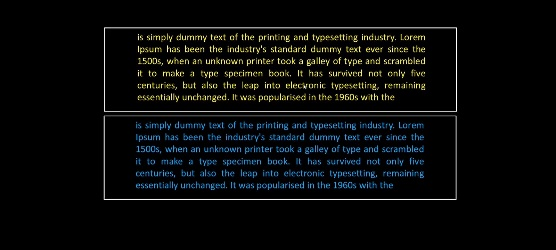 is simply dummy text of the printing and typesetting industry. Lorem
Ipsum has been the industry's standard dummy text ever since the
1500s, when an unknown printer took a galley of type and scrambled
it to make a type specimen book. It has survived not only five
centuries, but also the leap into electronic typesetting, remaining
essentially unchanged. It was popularised in the 1960s with the
is simply dummy text of the printing and typesetting industry. Lorem
Ipsum has been the industry's standard dummy text ever since the
1500s, when an unknown printer took a galley of type and scrambled
it to make a type specimen book. It has survived not only five
centuries, but also the leap into electronic typesetting, remaining
essentially unchanged. It was popularised in the 1960s with the